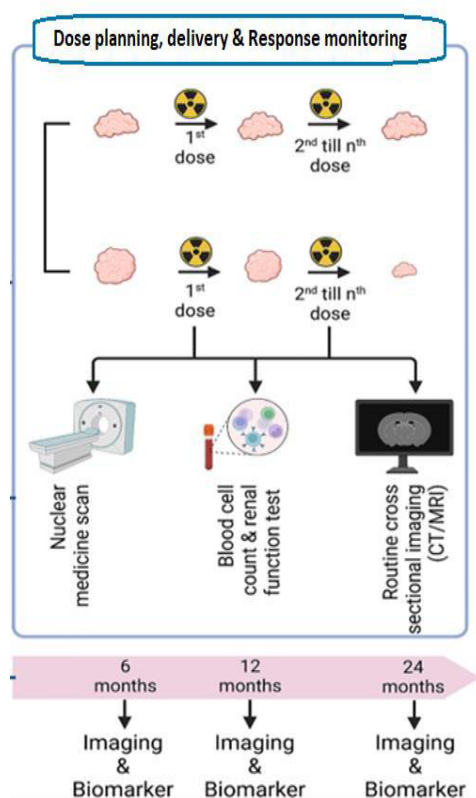 Dose planning, delivery & Response monitoring
1st
dose
2nd till nth
dose
1st
dose
2nd till nth
dose
Nuclear
medicine scan
Blood cell
count & renal
function test
Routine cross
sectional imaging
(CT/MRI)
6
months
12
months
24
months
Imaging
&
Biomarker
Imaging
&
Biomarker
Imaging
&
Biomarker